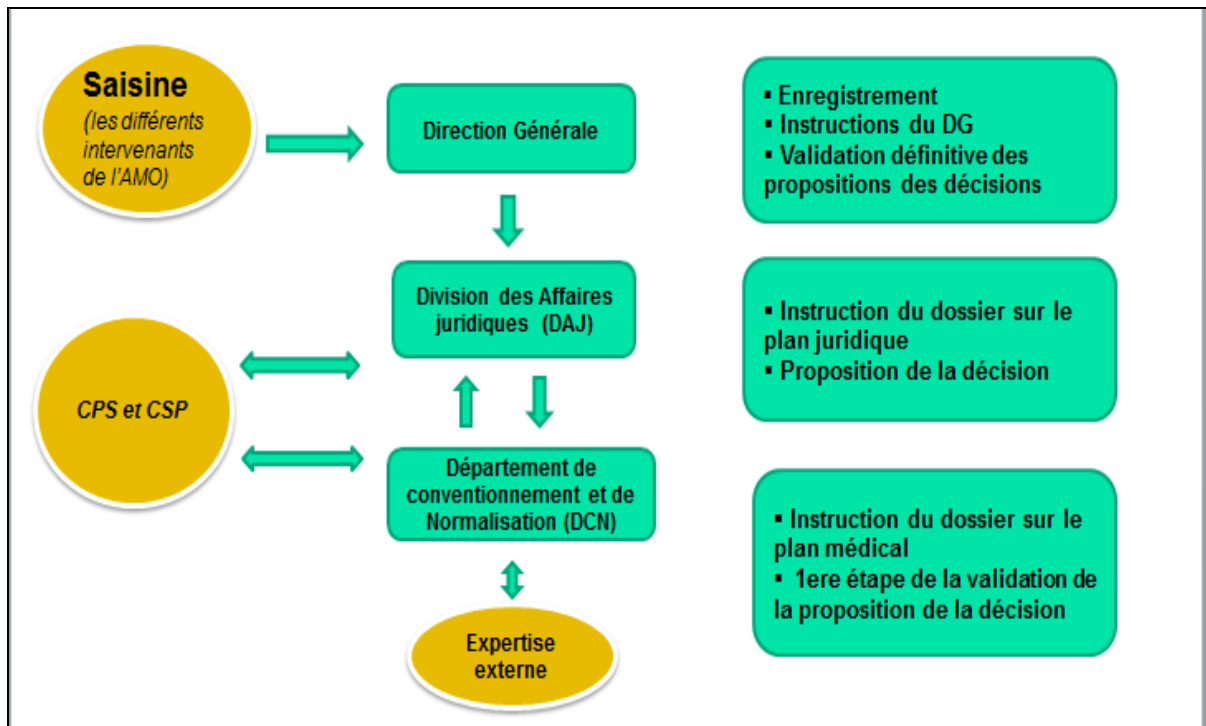 Saisine
(les différents
intervenants
de l'AMO)
Direction Générale
▪ Enregistrement
▪ Instructions du DG
▪ Validation définitive des
propositions des décisions
Division des Affaires
juridiques (DAJ)
▪ Instruction du dossier sur le
plan juridique
▪ Proposition de la décision
CPS et CSP
Département de
conventionnement et de
Normalisation (DCN)
▪ Instruction du dossier sur le
plan médical
▪ 1ere étape de la validation de
la proposition de la décision
Expertise
externe